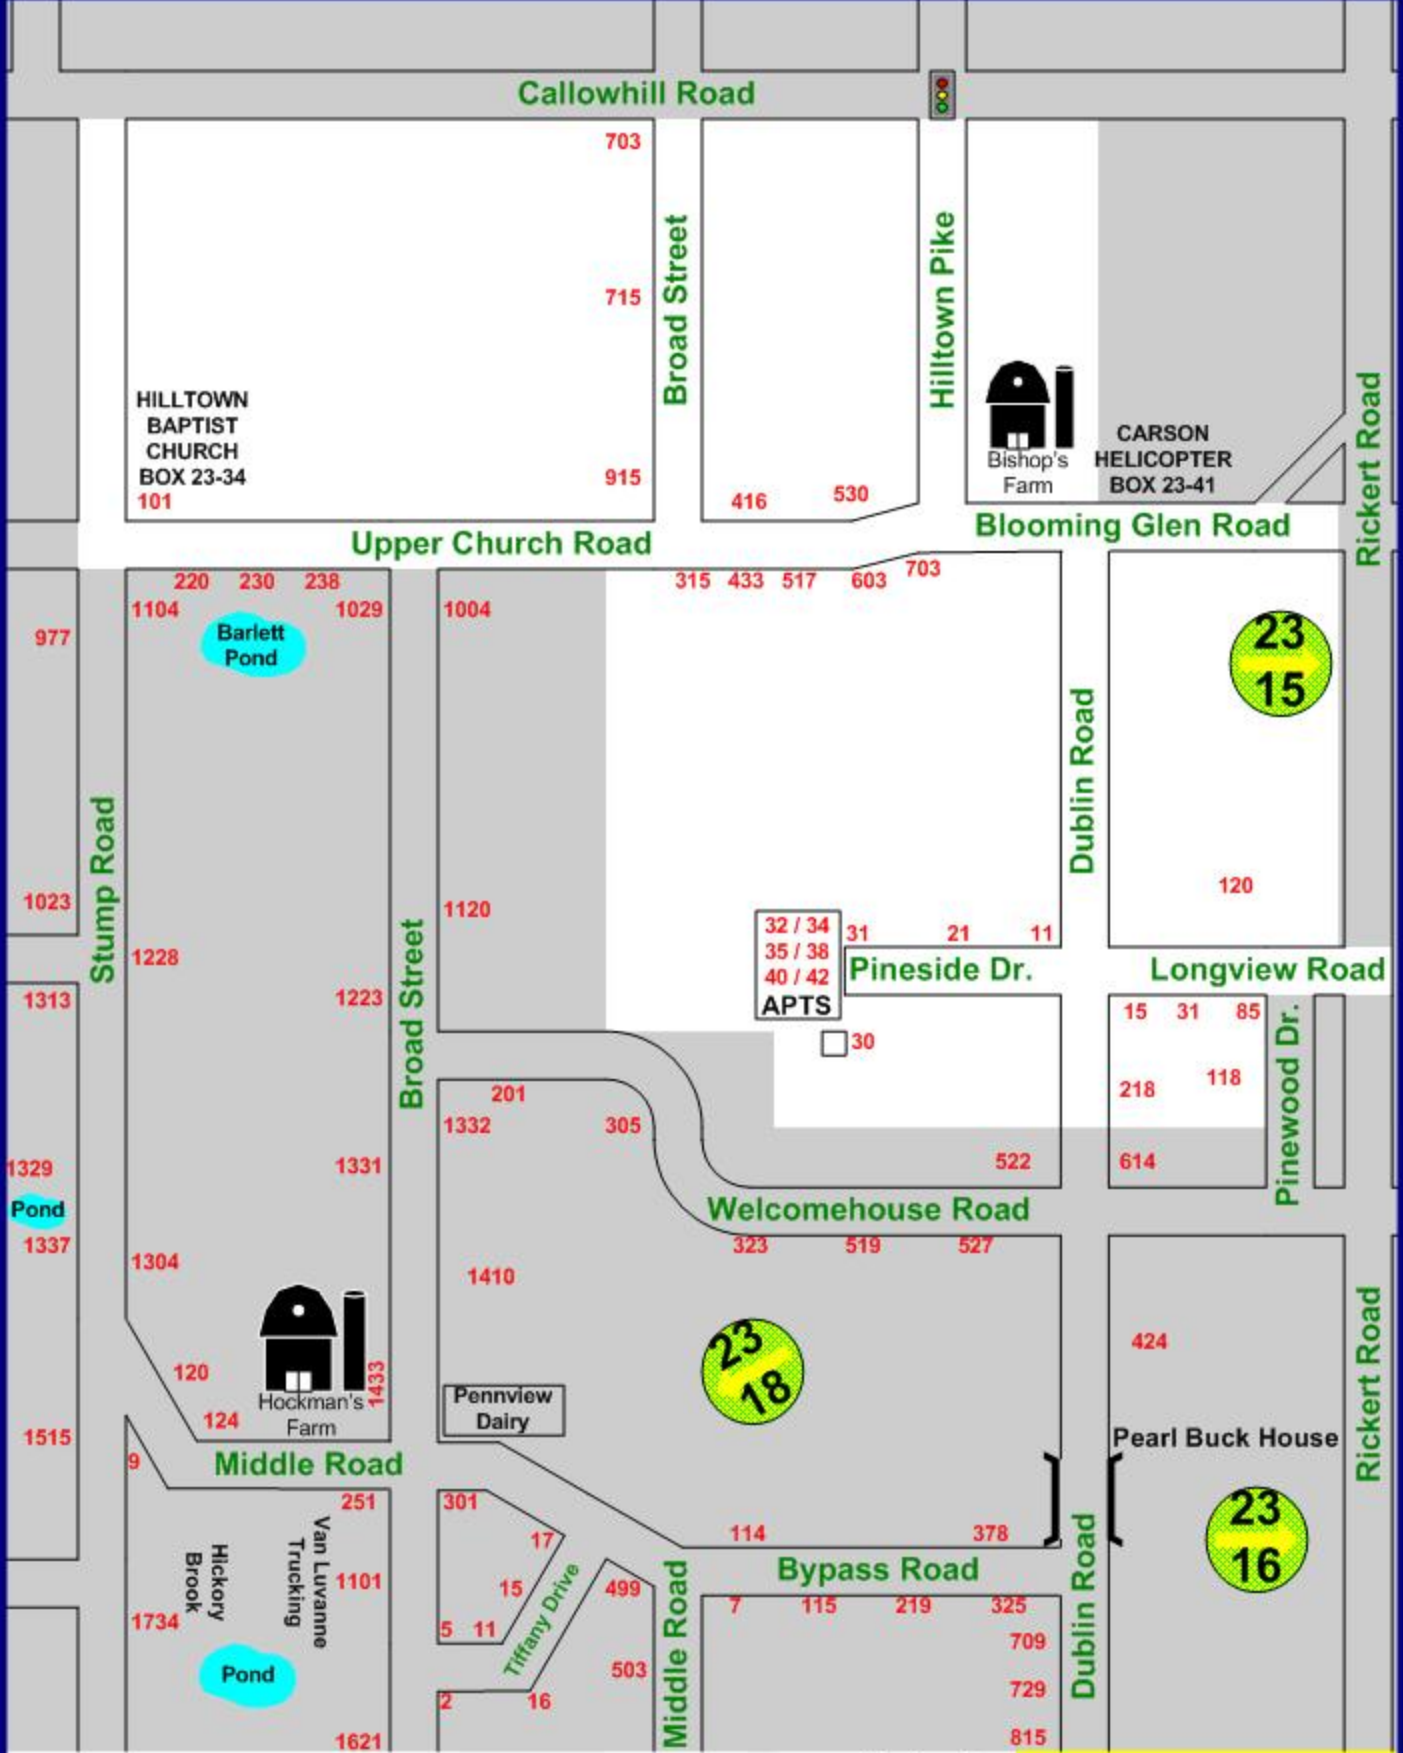 Callowhill Road
703
Broad Street
Hilltown Pike
715
Rickert Road
HILLTOWN
BAPTIST
CHURCH
BOX 23-34
101
915
416
530
Bishop's
Farm
CARSON
HELICOPTER
BOX 23-41
Upper Church Road
Blooming Glen Road
220 230 238
315 433 517 603 703
1104
1029
1004
977
Barlett
Pond
23
15
Dublin Road
Stump Road
1023
1120
120
1228
1223
1313
Broad Street
32 / 34
35 / 38
40 / 42
APTS
31 21 11
Pineside Dr.
Longview Road
30
15 31 85
218
118
Pinewood Dr.
201
1332
305
1329
1331
522
614
Pond
Welcomehouse Road
1337
323 519 527
1304
1410
Rickert Road
424
120
124
Hockman's
Farm
1433
23
18
Pennview
Dairy
1515
Pearl Buck House
9
Middle Road
23
16
251
301
17
114
378
Hickory
Brook
Van Luvanne
Trucking
1101
15
499
Tiffany Drive
Bypass Road
Dublin Road
7 115 219 325
1734
5 11
709
Pond
503
Middle Road
729
2
16
1621
815